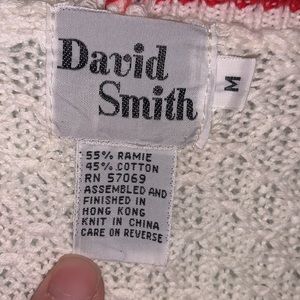 David
Smith
M
55% RAMIE
45% COTTON
RN 57069
ASSEMBLED AND
FINISHED IN
HONG KONG
KNIT IN CHINA
CARE ON REVERSE